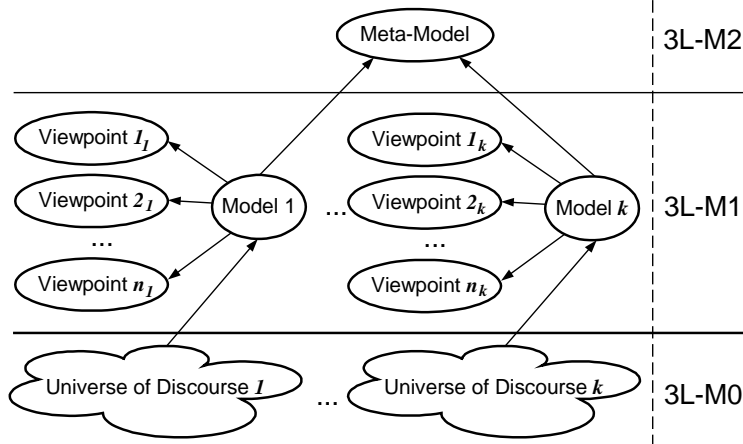 Meta-Model
3L-M2
Viewpoint 1₁
Viewpoint 1ₖ
Viewpoint 2₁
Model 1
...
Viewpoint 2ₖ
Model k
3L-M1
...
...
Viewpoint n₁
Viewpoint nₖ
Universe of Discourse 1
...
Universe of Discourse k
3L-M0